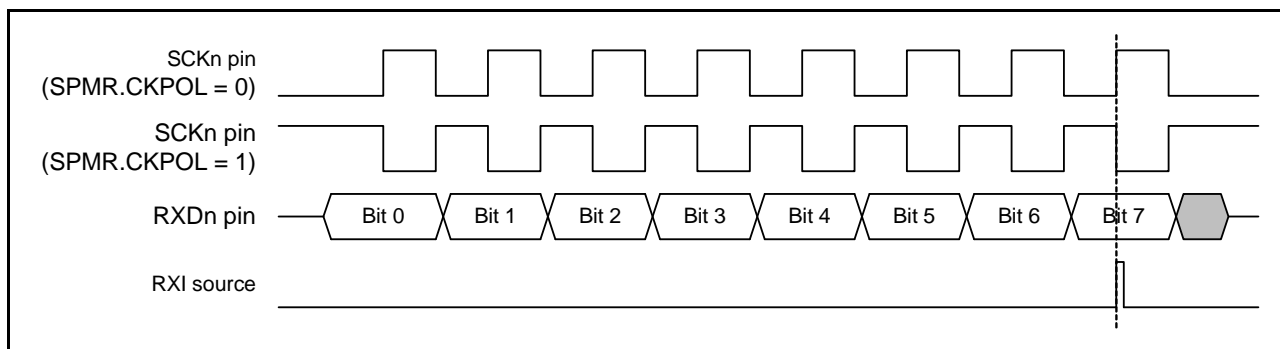 SCKn pin
(SPMR.CKPOL = 0)
SCKn pin
(SPMR.CKPOL = 1)
RXDn pin Bit 0 Bit 1 Bit 2 Bit 3 Bit 4 Bit 5 Bit 6 Bit 7
RXI source